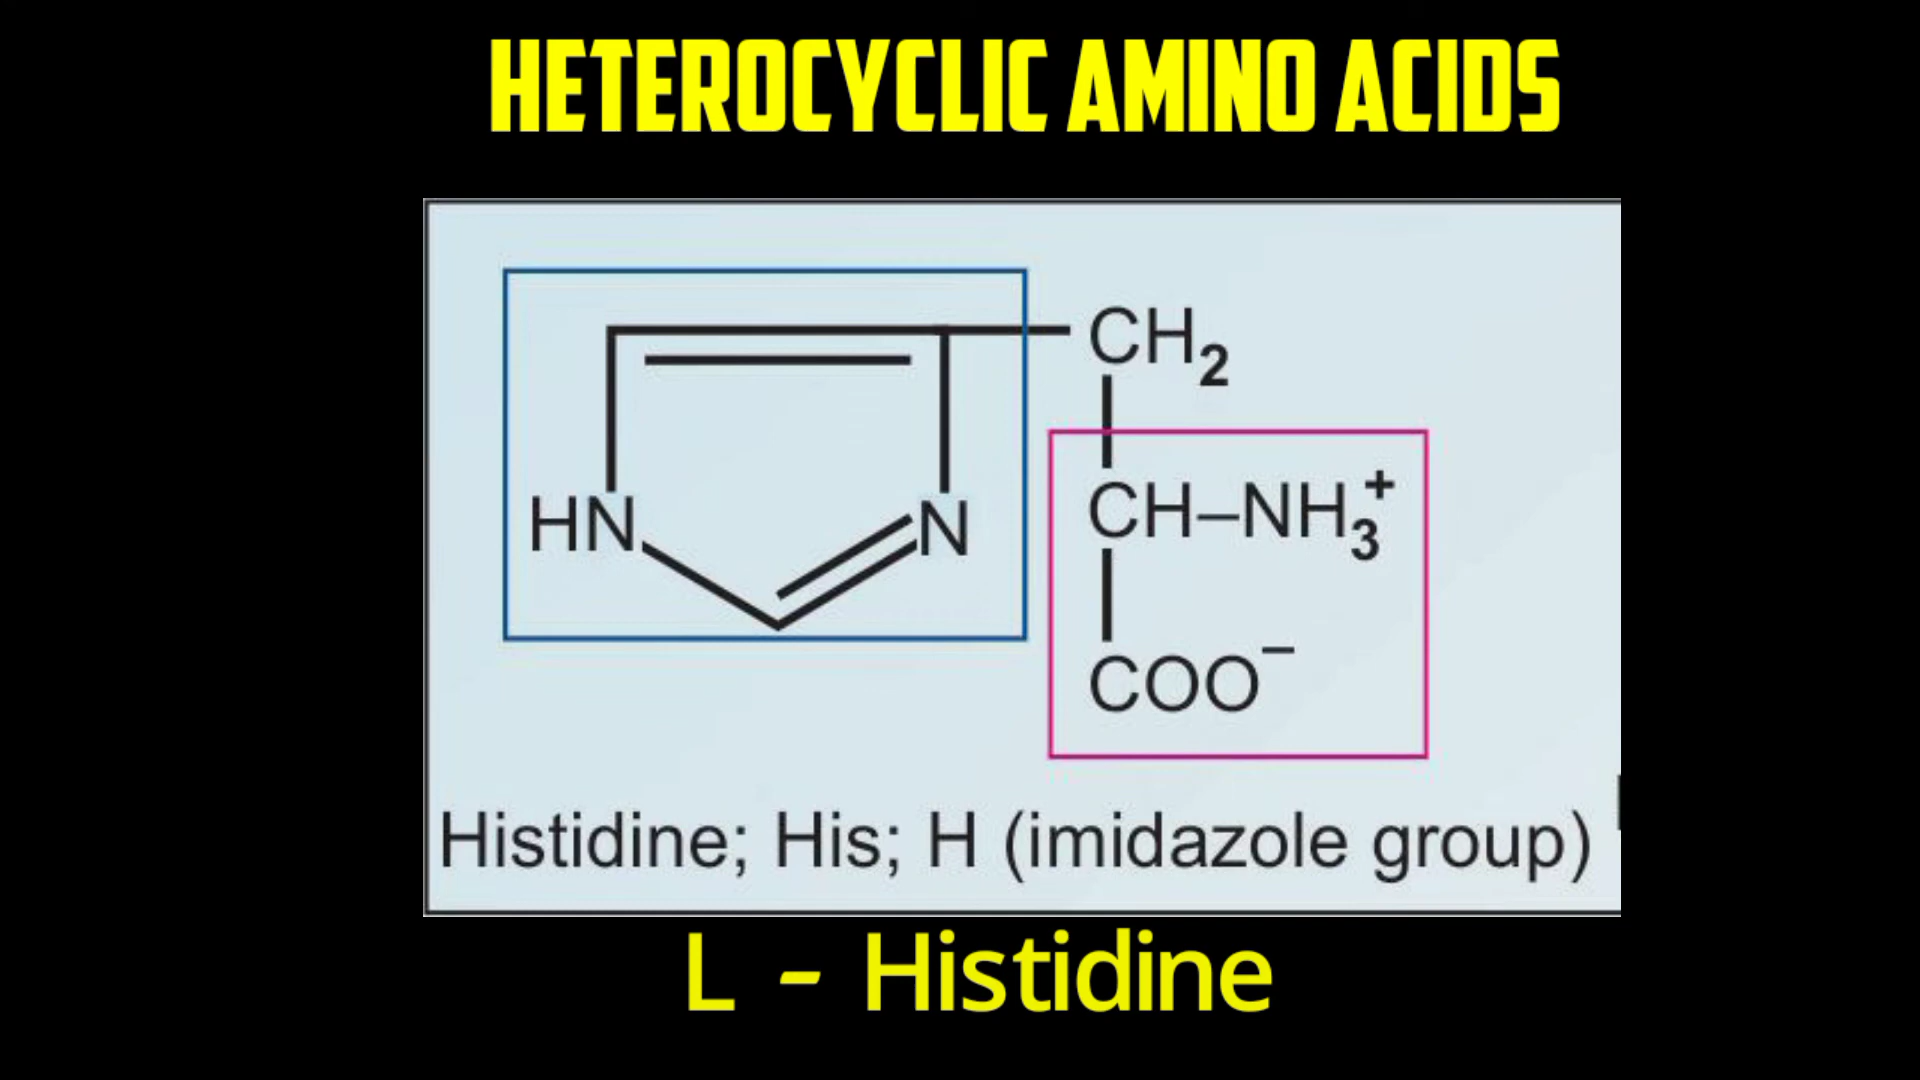 HETEROCYCLIC AMINO ACIDS
CH₂
HN
N
CH–NH₃⁺
COO⁻
Histidine; His; H (imidazole group)
L - Histidine